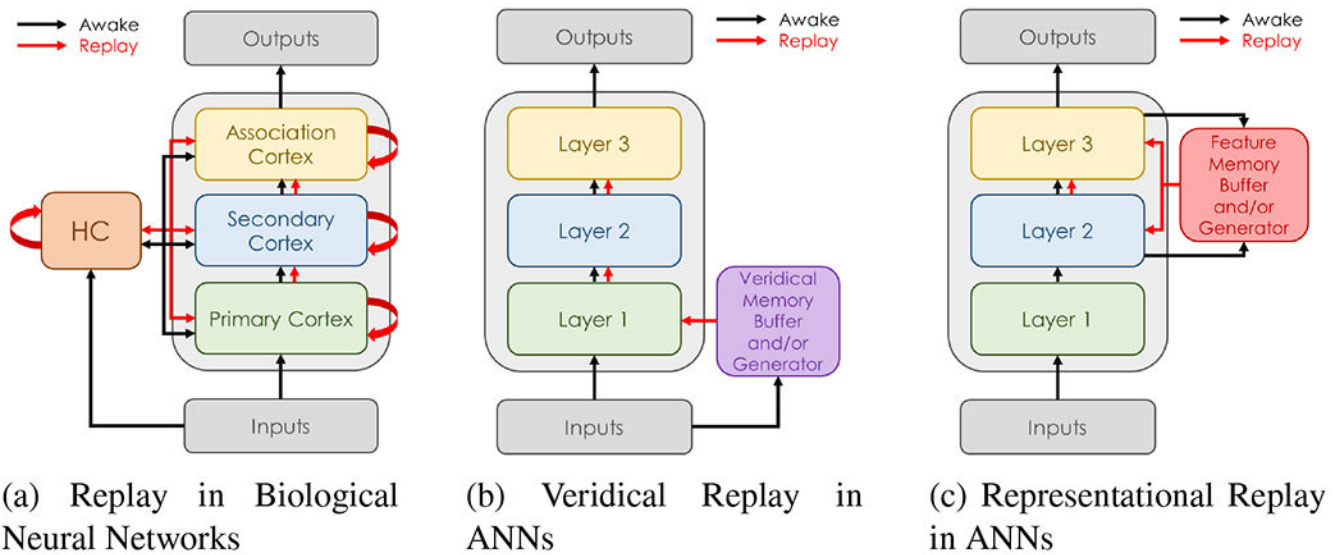 Awake
Replay
Outputs
Association
Cortex
HC
Secondary
Cortex
Primary Cortex
Inputs
(a) Replay in Biological
Neural Networks
Awake
Replay
Outputs
Layer 3
Layer 2
Layer 1
Veridical
Memory
Buffer
and/or
Generator
Inputs
(b) Veridical Replay in
ANNs
Awake
Replay
Outputs
Layer 3
Feature
Memory
Buffer
and/or
Generator
Layer 2
Layer 1
Inputs
(c) Representational Replay
in ANNs